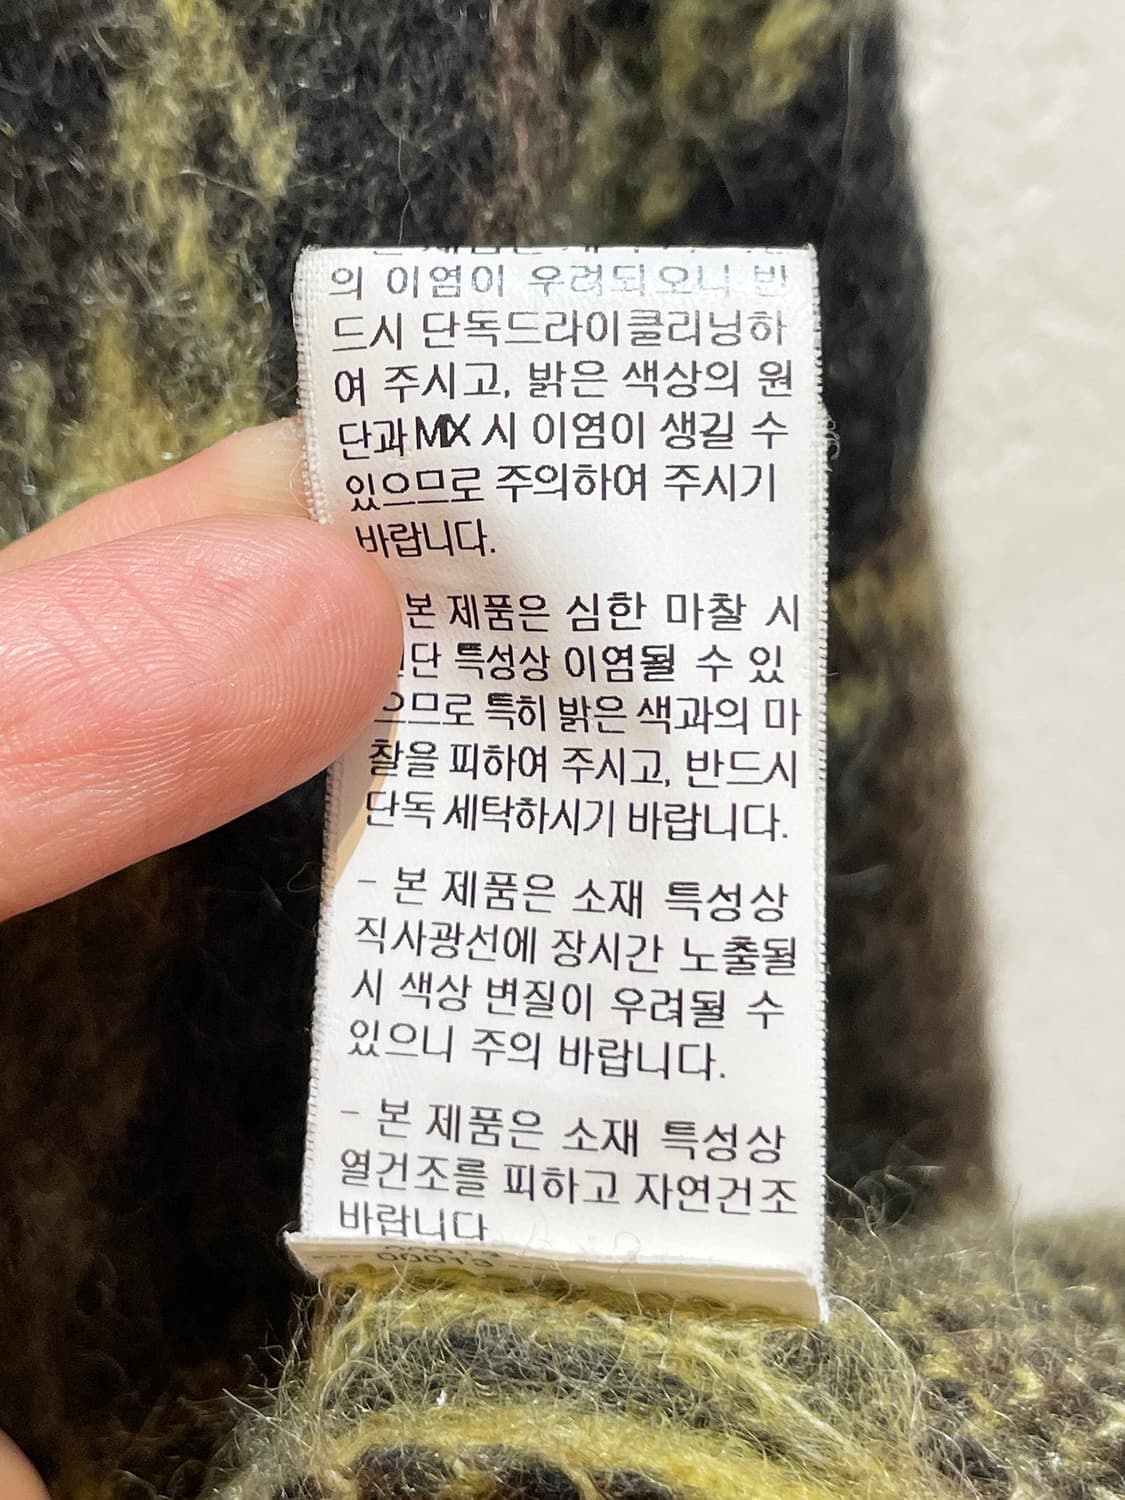 의 이염이 우려되오니 반
드시 단독드라이클리닝하
여 주시고, 밝은 색상의 원
단과 MIX 시 이염이 생길 수
있으므로 주의하여 주시기
바랍니다.
본 제품은 심한 마찰 시
단 특성상 이염될 수 있
으므로 특히 밝은 색과의 마
찰을 피하여 주시고, 반드시
단독 세탁하시기 바랍니다.
- 본 제품은 소재 특성상
직사광선에 장시간 노출될
시 색상 변질이 우려될 수
있으니 주의 바랍니다.
- 본 제품은 소재 특성상
열건조를 피하고 자연건조
바랍니다